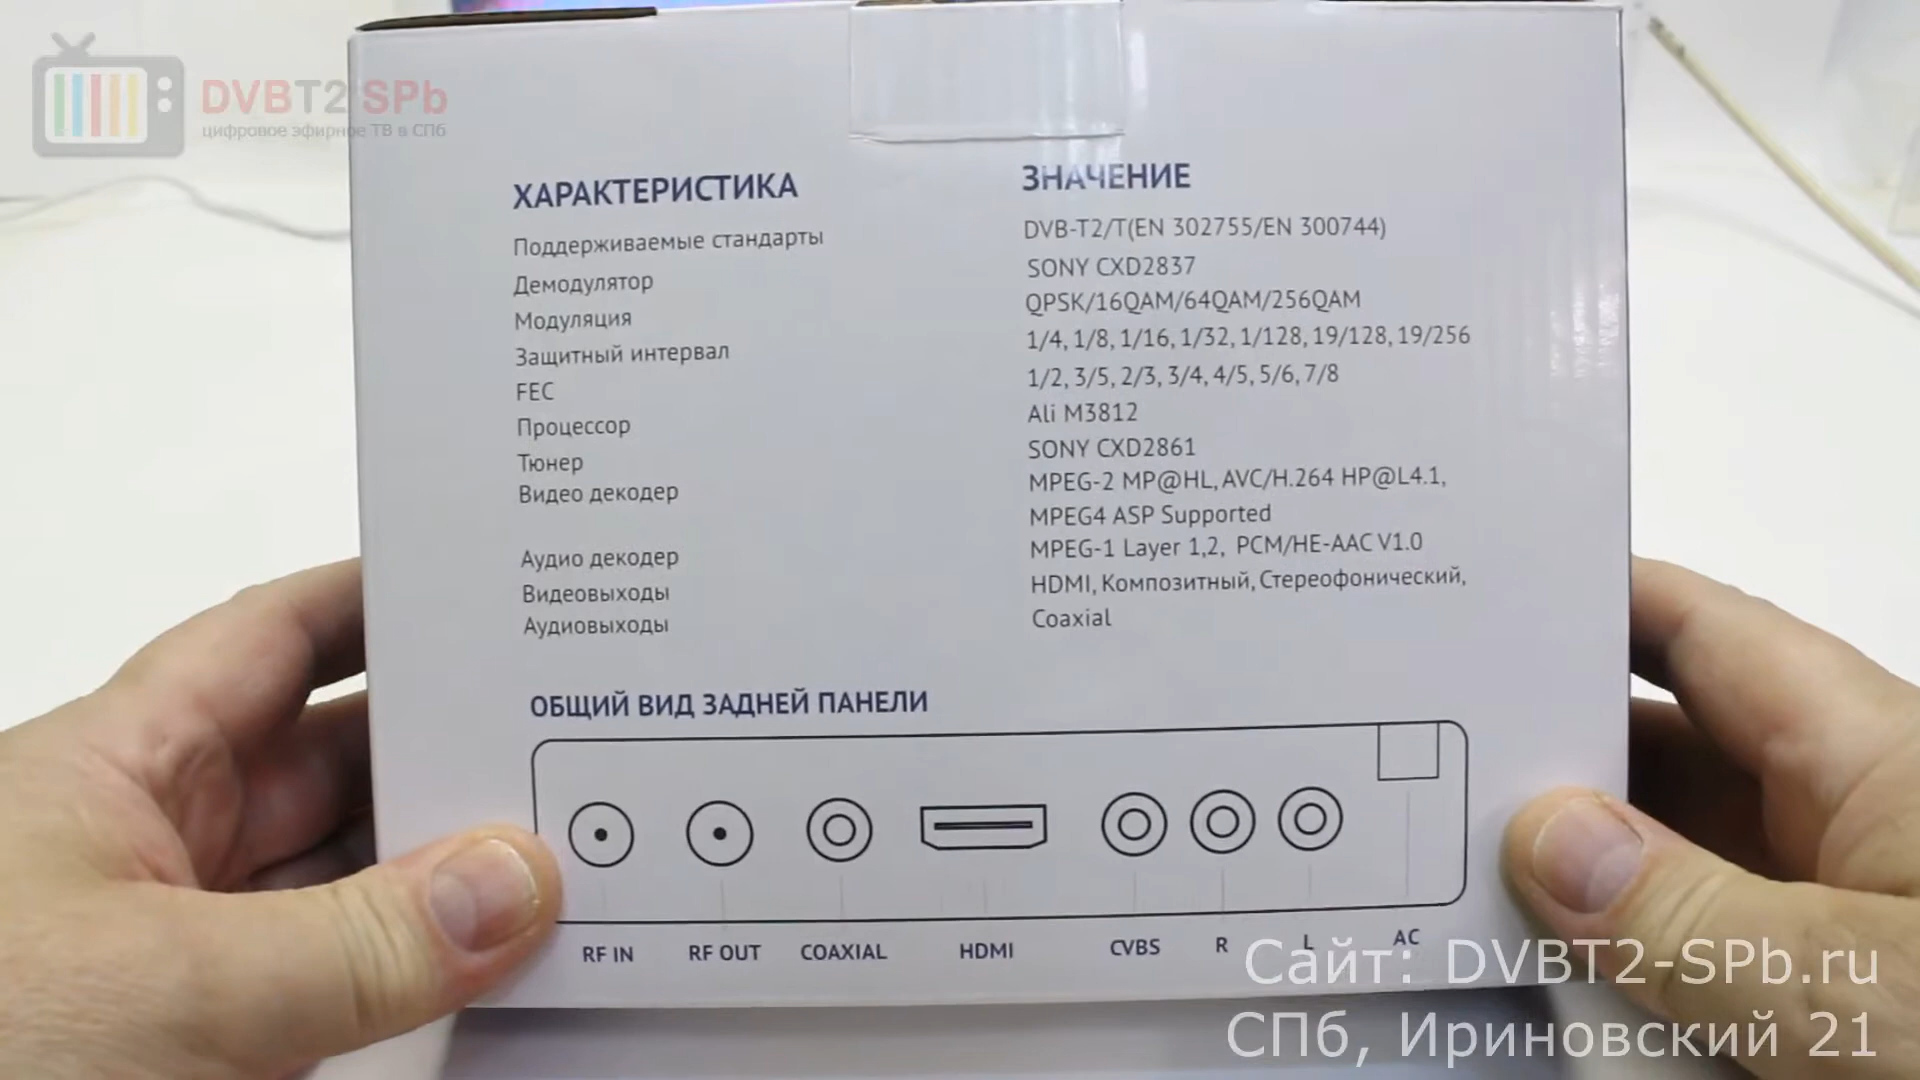 DVBT2 SPb
цифровое эфирное ТВ в СПб
ХАРАКТЕРИСТИКА ЗНАЧЕНИЕ
Поддерживаемые стандарты DVB-T2/T(EN 302755/EN 300744)
Демодулятор SONY CXD2837
Модуляция QPSK/16QAM/64QAM/256QAM
Защитный интервал 1/4, 1/8, 1/16, 1/32, 1/128, 19/128, 19/256
FEC 1/2, 3/5, 2/3, 3/4, 4/5, 5/6, 7/8
Процессор Ali M3812
Тюнер SONY CXD2861
Видео декодер MPEG-2 MP@HL, AVC/H.264 HP@L4.1,
MPEG4 ASP Supported
Аудио декодер MPEG-1 Layer 1,2, PCM/HE-AAC V1.0
Видеовыходы HDMI, Композитный, Стереофонический,
Аудиовыходы Coaxial
ОБЩИЙ ВИД ЗАДНЕЙ ПАНЕЛИ
RF IN RF OUT COAXIAL HDMI CVBS R L AC
Сайт: DVBT2-SPb.ru
СПб, Ириновский 21